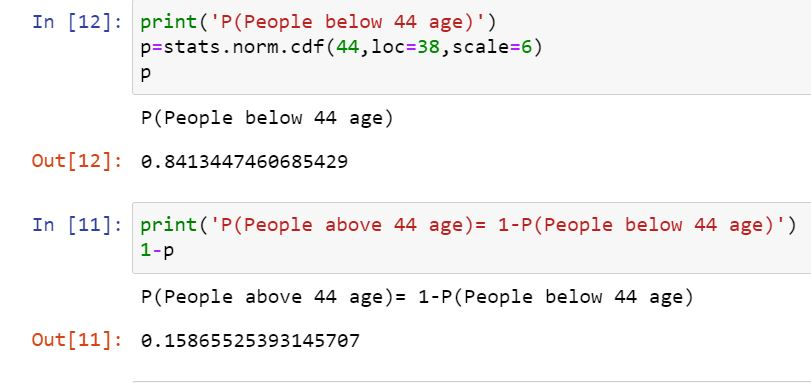 In [12]: print('P(People below 44 age)')
p=stats.norm.cdf(44,loc=38,scale=6)
p
P(People below 44 age)
Out[12]: 0.8413447460685429
In [11]: print('P(People above 44 age)= 1-P(People below 44 age)')
1-p
P(People above 44 age)= 1-P(People below 44 age)
Out[11]: 0.15865525393145707